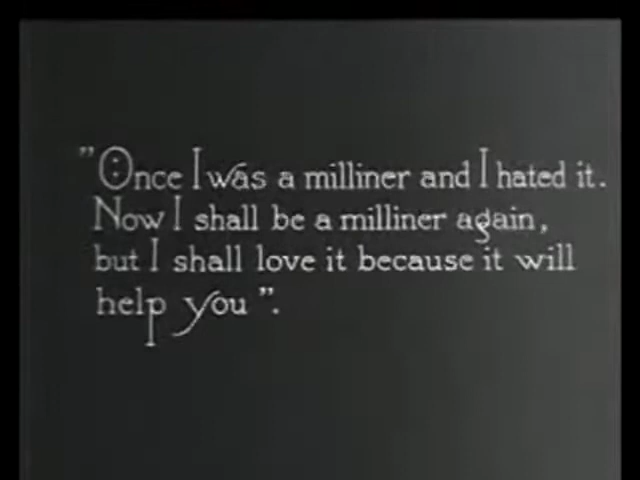 "Once I was a milliner and I hated it.
Now I shall be a milliner again,
but I shall love it because it will
help you".